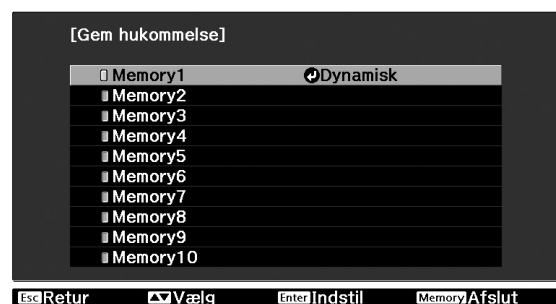 [Gem hukommelse]
Memory1 Dynamisk
Memory2
Memory3
Memory4
Memory5
Memory6
Memory7
Memory8
Memory9
Memory10
Esc Retur Vælg Enter Indstil Memory Afslut